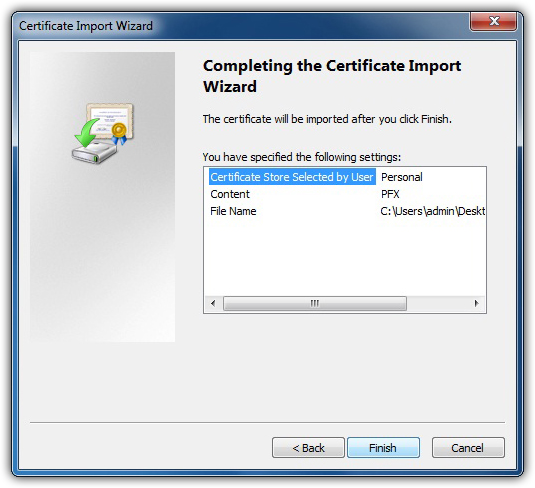 Certificate Import Wizard
Completing the Certificate Import
Wizard
The certificate will be imported after you click Finish.
You have specified the following settings:
Certificate Store Selected by User Personal
Content PFX
File Name C:\Users\admin\Deskt
< Back Finish Cancel